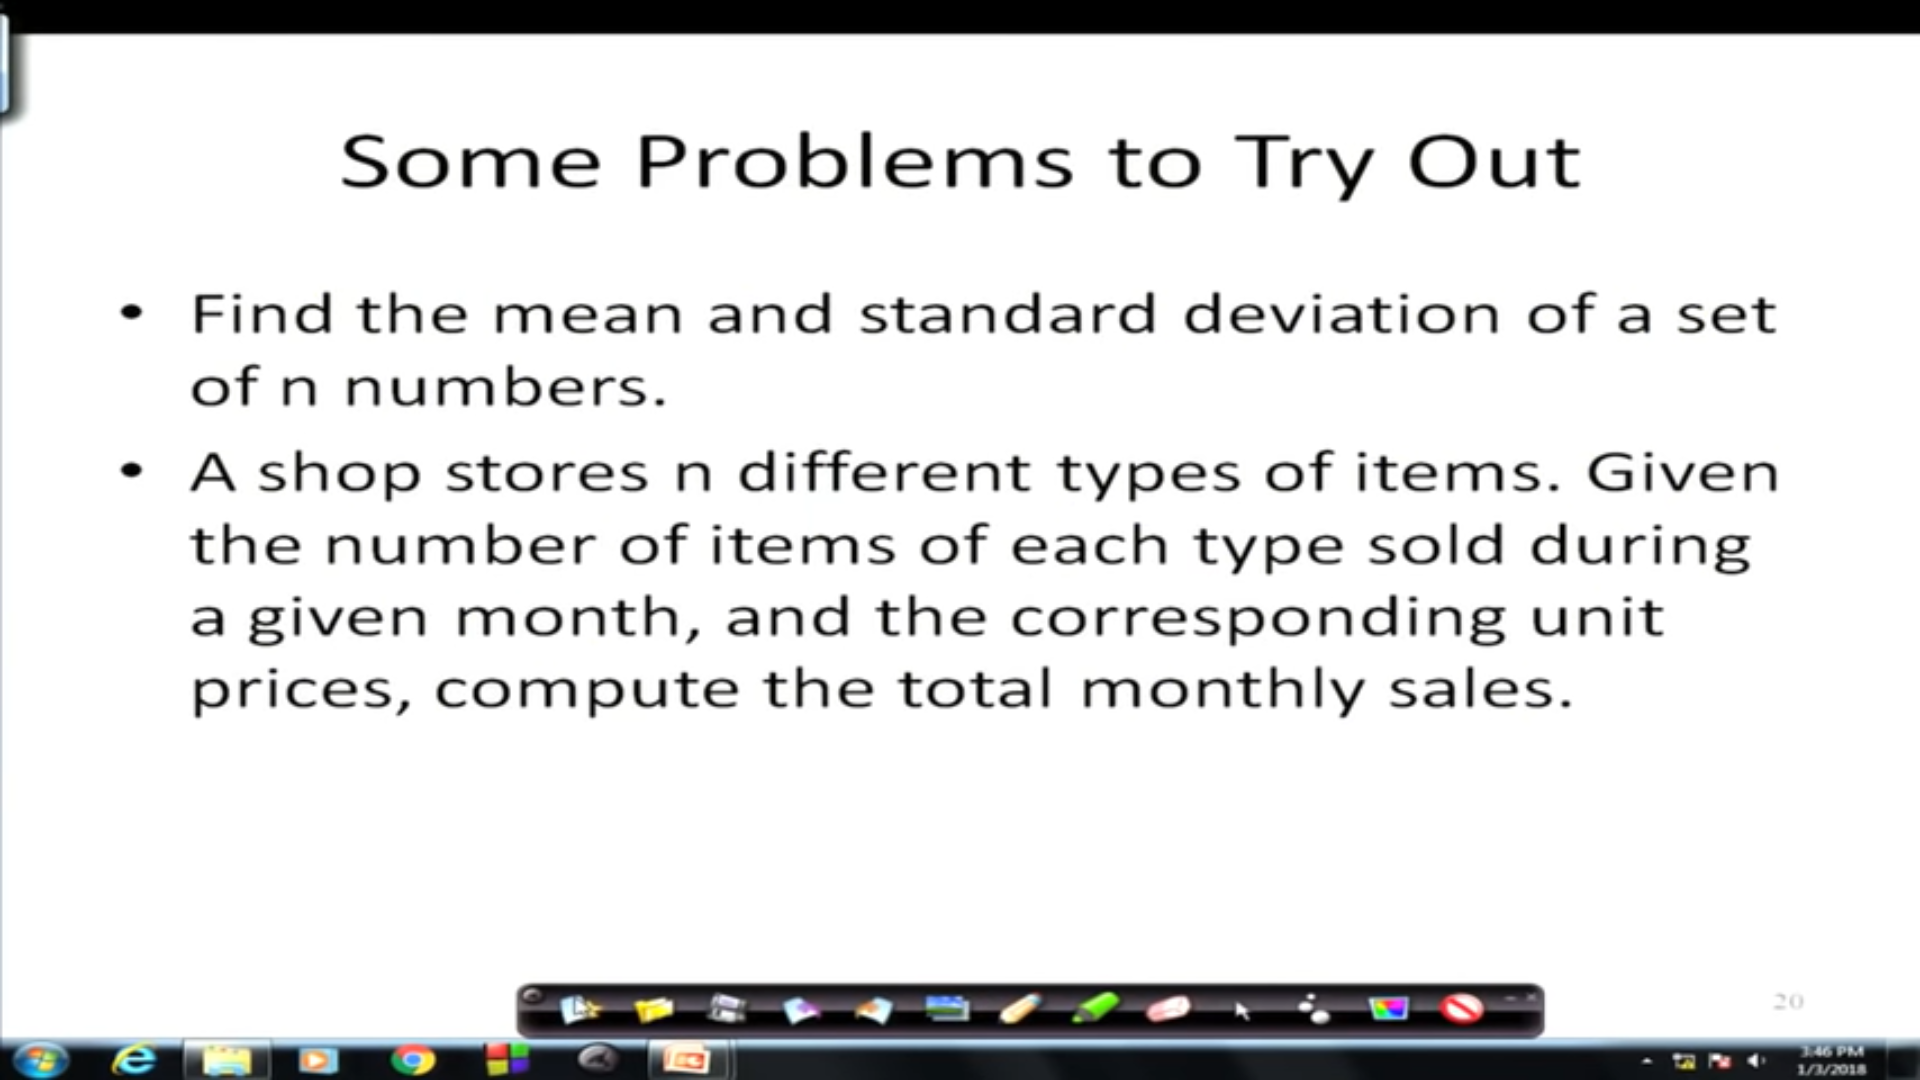 Some Problems to Try Out
• Find the mean and standard deviation of a set
of n numbers.
• A shop stores n different types of items. Given
the number of items of each type sold during
a given month, and the corresponding unit
prices, compute the total monthly sales.
20
3:46 PM
1/3/2018